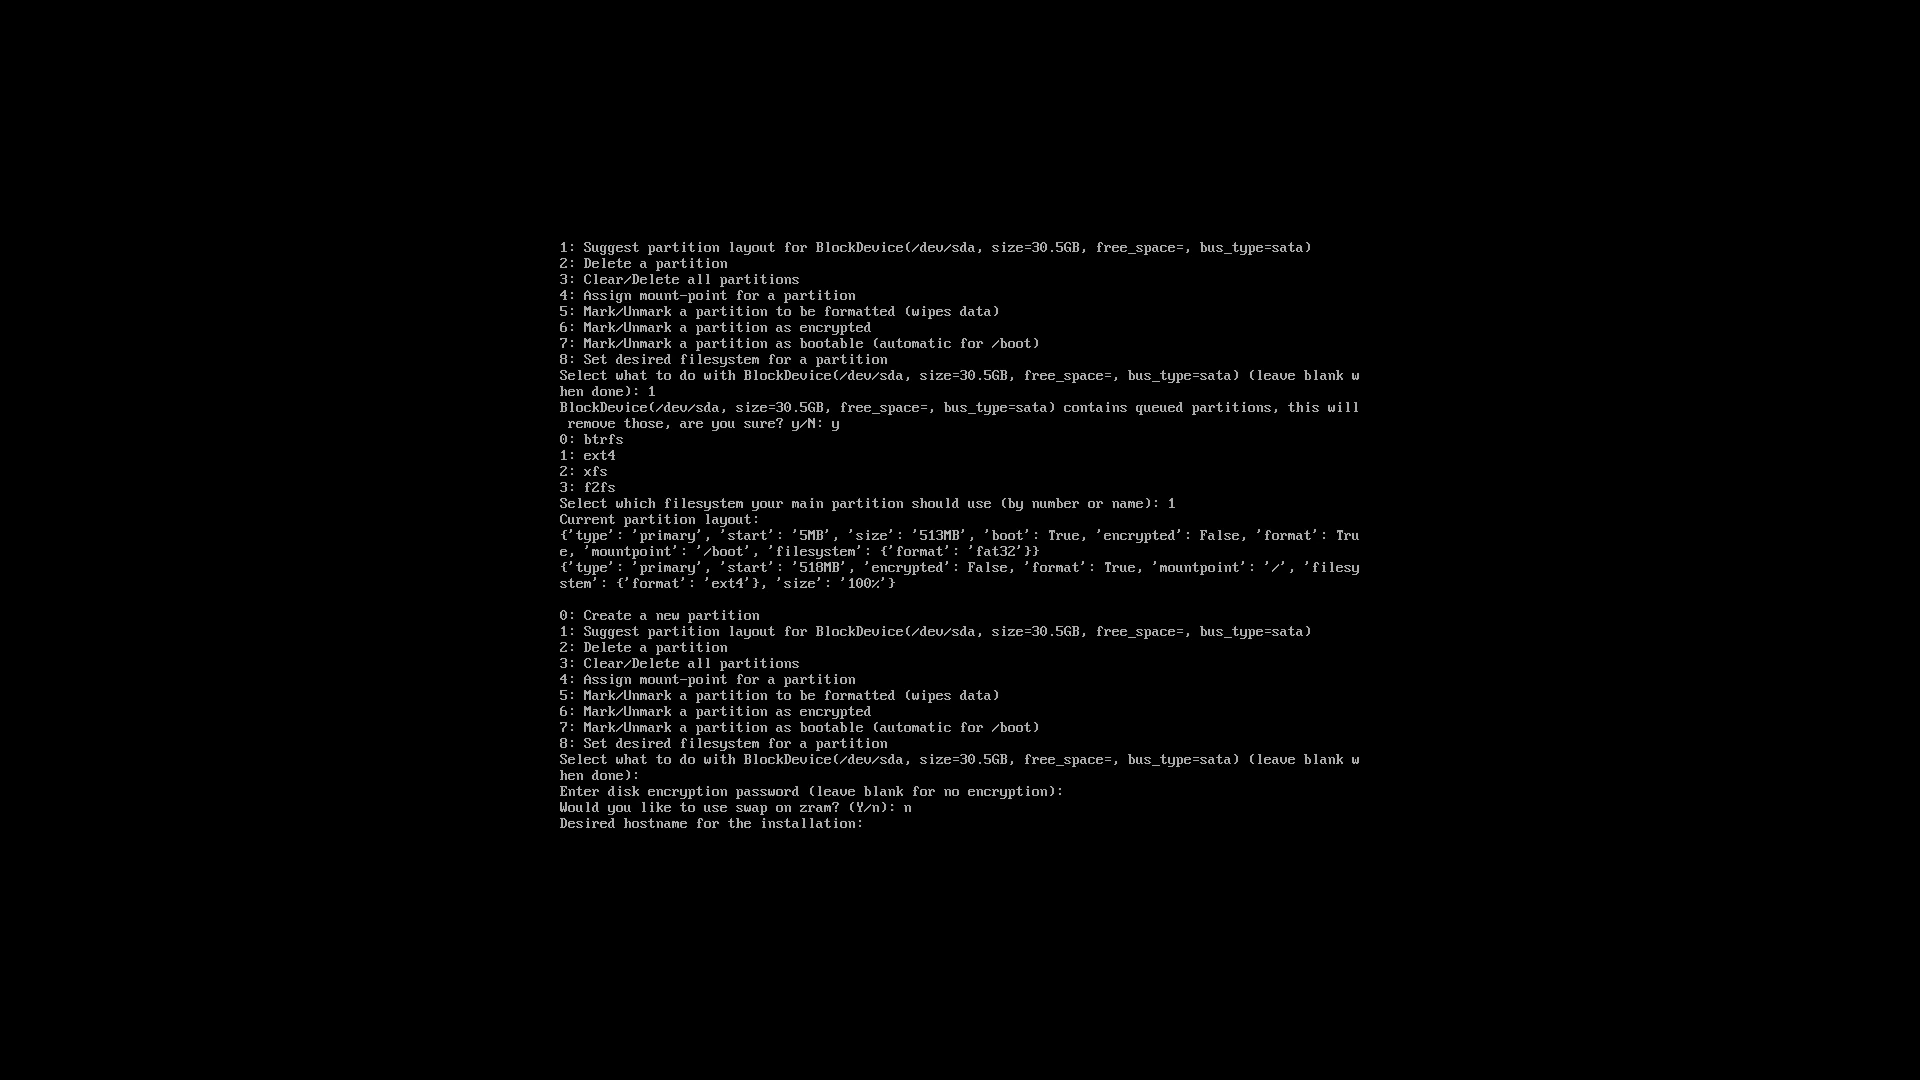 1: Suggest partition layout for BlockDevice(/dev/sda, size=30.5GB, free_space=, bus_type=sata)
2: Delete a partition
3: Clear/Delete all partitions
4: Assign mount-point for a partition
5: Mark/Unmark a partition to be formatted (wipes data)
6: Mark/Unmark a partition as encrypted
7: Mark/Unmark a partition as bootable (automatic for /boot)
8: Set desired filesystem for a partition
Select what to do with BlockDevice(/dev/sda, size=30.5GB, free_space=, bus_type=sata) (leave blank w
hen done): 1
BlockDevice(/dev/sda, size=30.5GB, free_space=, bus_type=sata) contains queued partitions, this will
 remove those, are you sure? y/N: y
0: btrfs
1: ext4
2: xfs
3: f2fs
Select which filesystem your main partition should use (by number or name): 1
Current partition layout:
{'type': 'primary', 'start': '5MB', 'size': '513MB', 'boot': True, 'encrypted': False, 'format': Tru
e, 'mountpoint': '/boot', 'filesystem': {'format': 'fat32'}}
{'type': 'primary', 'start': '518MB', 'encrypted': False, 'format': True, 'mountpoint': '/', 'filesy
stem': {'format': 'ext4'}, 'size': '100%'}

0: Create a new partition
1: Suggest partition layout for BlockDevice(/dev/sda, size=30.5GB, free_space=, bus_type=sata)
2: Delete a partition
3: Clear/Delete all partitions
4: Assign mount-point for a partition
5: Mark/Unmark a partition to be formatted (wipes data)
6: Mark/Unmark a partition as encrypted
7: Mark/Unmark a partition as bootable (automatic for /boot)
8: Set desired filesystem for a partition
Select what to do with BlockDevice(/dev/sda, size=30.5GB, free_space=, bus_type=sata) (leave blank w
hen done):
Enter disk encryption password (leave blank for no encryption):
Would you like to use swap on zram? (Y/n): n
Desired hostname for the installation: